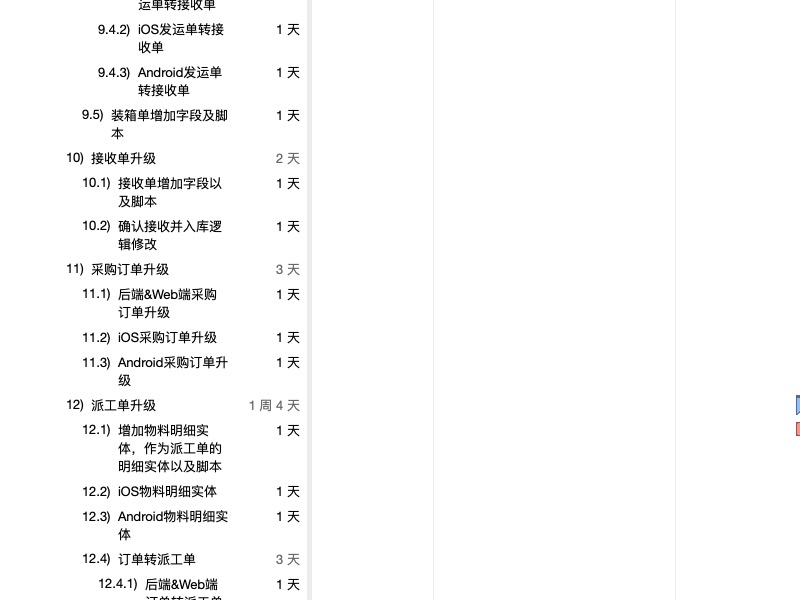 运单转接收单
9.4.2) iOS发运单转接 1 天
收单
9.4.3) Android发运单 1 天
转接收单
9.5) 装箱单增加字段及脚 1 天
本
10) 接收单升级 2 天
10.1) 接收单增加字段以 1 天
及脚本
10.2) 确认接收并入库逻 1 天
辑修改
11) 采购订单升级 3 天
11.1) 后端&Web端采购 1 天
订单升级
11.2) iOS采购订单升级 1 天
11.3) Android采购订单升 1 天
级
12) 派工单升级 1 周 4 天
12.1) 增加物料明细实 1 天
体，作为派工单的
明细实体以及脚本
12.2) iOS物料明细实体 1 天
12.3) Android物料明细实 1 天
体
12.4) 订单转派工单 3 天
12.4.1) 后端&Web端 1 天
订单转派工单